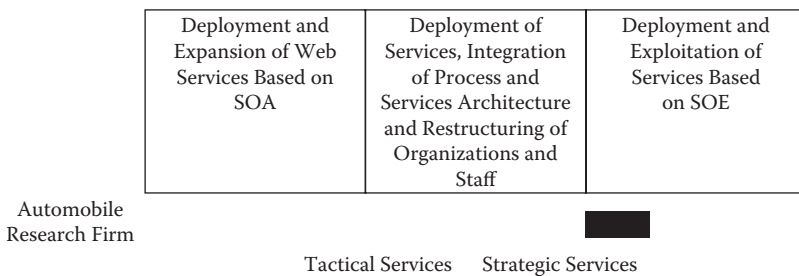 Deployment and
Expansion of Web
Services Based on
SOA
Deployment of
Services, Integration
of Process and
Services Architecture
and Restructuring of
Organizations and
Staff
Deployment and
Exploitation of
Services Based
on SOE
Automobile
Research Firm
Tactical Services
Strategic Services